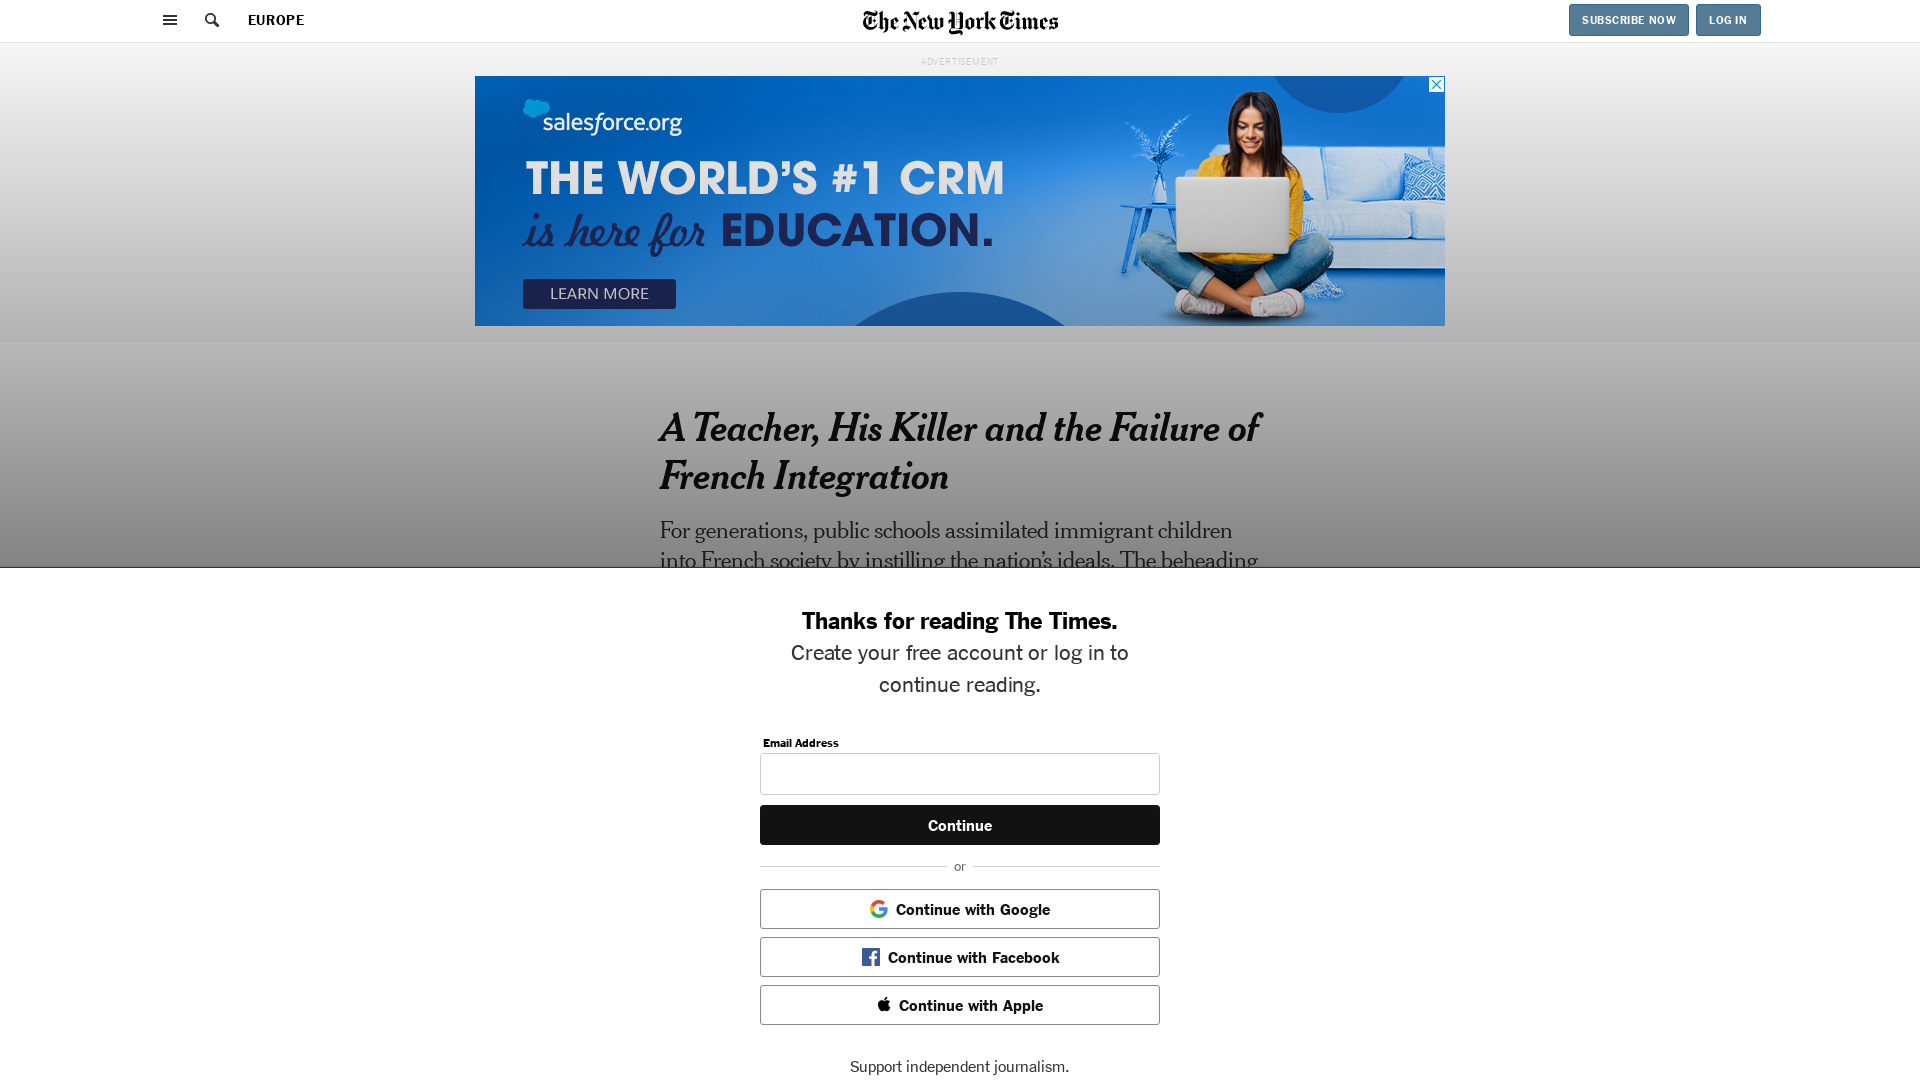 EUROPE
The New York Times
SUBSCRIBE NOW
LOG IN
ADVERTISEMENT
salesforce.org
THE WORLD'S #1 CRM
is here for EDUCATION.
LEARN MORE
A Teacher, His Killer and the Failure of
French Integration
For generations, public schools assimilated immigrant children
into French society by instilling the nation’s ideals. The beheading
Thanks for reading The Times.
Create your free account or log in to
continue reading.
Email Address
Continue
or
Continue with Google
Continue with Facebook
Continue with Apple
Support independent journalism.